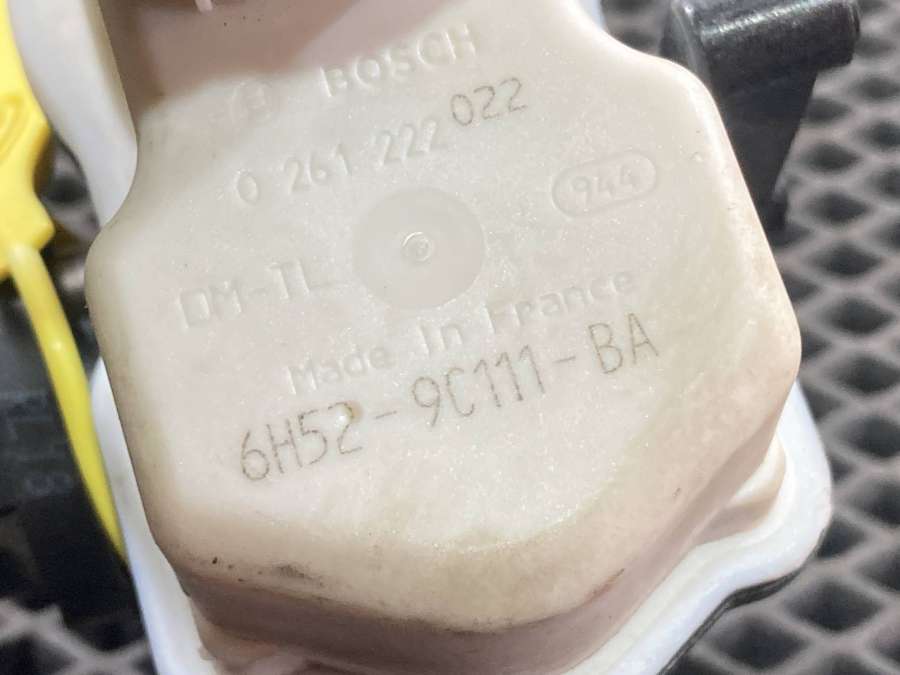 BOSCH
0 261 222 022
944
DM-TL
Made In France
6H52-9C111-BA